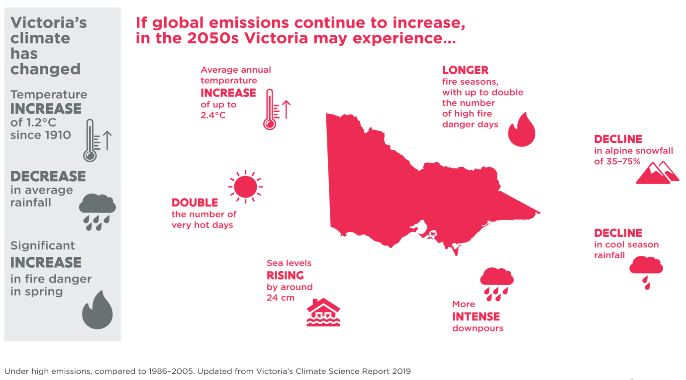 Victoria's
climate
has
changed
Temperature
INCREASE
of 1.2°C
since 1910
DECREASE
in average
rainfall
Significant
INCREASE
in fire danger
in spring
If global emissions continue to increase,
in the 2050s Victoria may experience...
Average annual
temperature
INCREASE
of up to
2.4°C
LONGER
fire seasons,
with up to double
the number
of high fire
danger days
DECLINE
in alpine snowfall
of 35–75%
DOUBLE
the number of
very hot days
DECLINE
in cool season
rainfall
Sea levels
RISING
by around
24 cm
More
INTENSE
downpours
Under high emissions, compared to 1986–2005. Updated from Victoria's Climate Science Report 2019